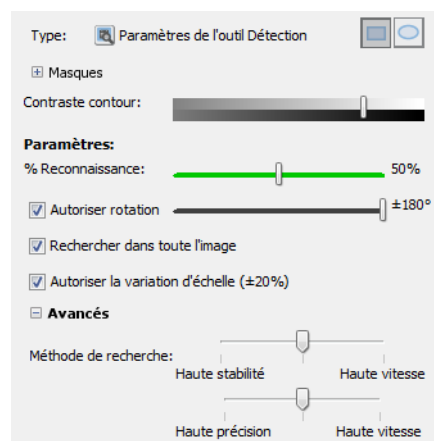 Type: Paramètres de l'outil Détection
Masques
Contraste contour:
Paramètres:
% Reconnaissance: 50%
Autoriser rotation ±180°
Rechercher dans toute l'image
Autoriser la variation d'échelle (±20%)
Avancés
Méthode de recherche:
Haute stabilité Haute vitesse
Haute précision Haute vitesse